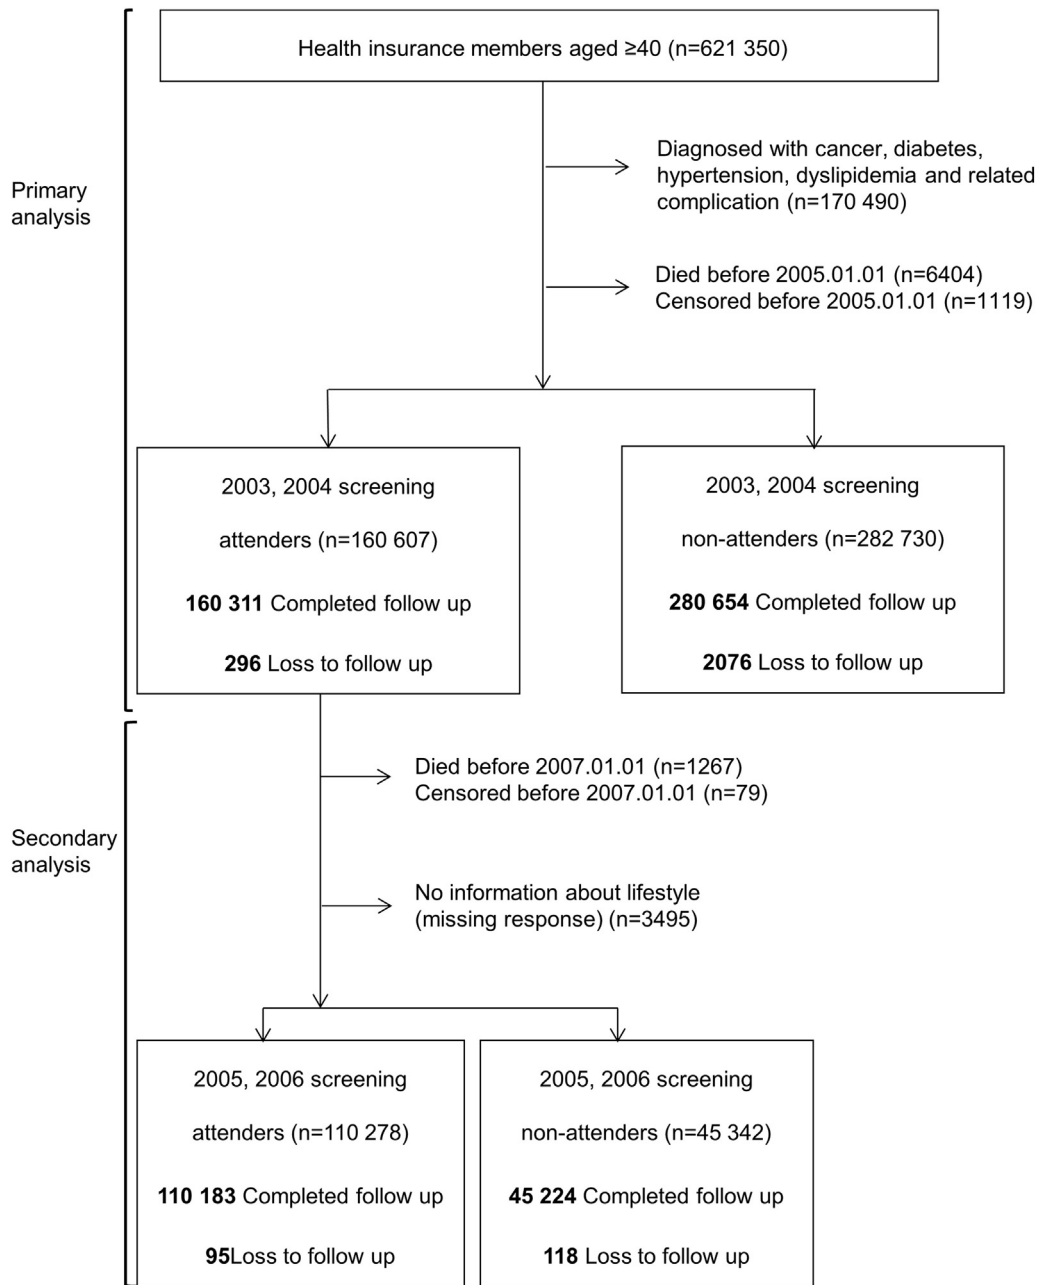 Health insurance members aged ≥40 (n=621 350)
Primary
analysis
Diagnosed with cancer, diabetes,
hypertension, dyslipidemia and related
complication (n=170 490)
Died before 2005.01.01 (n=6404)
Censored before 2005.01.01 (n=1119)
2003, 2004 screening
attenders (n=160 607)
160 311 Completed follow up
296 Loss to follow up
2003, 2004 screening
non-attenders (n=282 730)
280 654 Completed follow up
2076 Loss to follow up
Secondary
analysis
Died before 2007.01.01 (n=1267)
Censored before 2007.01.01 (n=79)
No information about lifestyle
(missing response) (n=3495)
2005, 2006 screening
attenders (n=110 278)
110 183 Completed follow up
95Loss to follow up
2005, 2006 screening
non-attenders (n=45 342)
45 224 Completed follow up
118 Loss to follow up